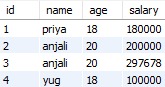 id name age salary
1 priya 18 180000
2 anjali 20 200000
3 anjali 20 297678
4 yug 18 100000